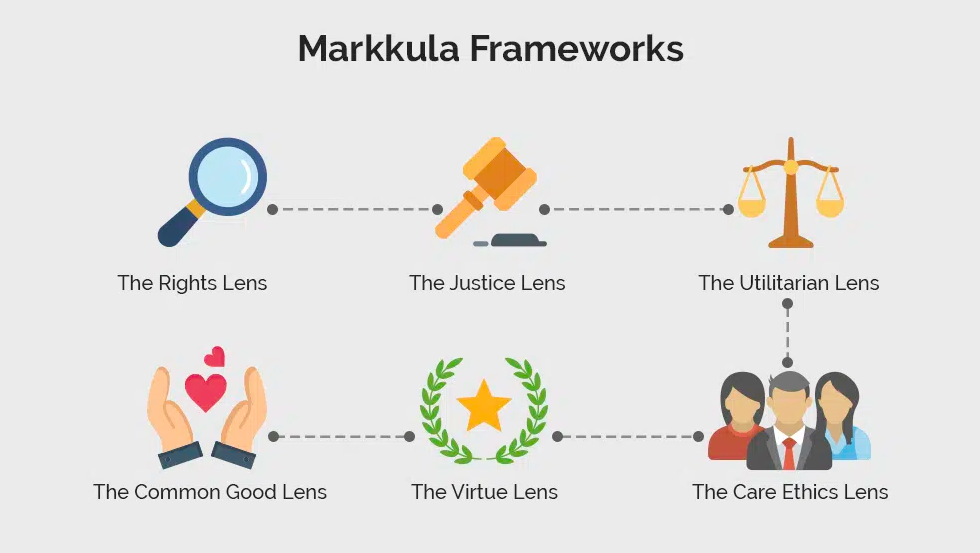 Markkula Frameworks
The Rights Lens
The Justice Lens
The Utilitarian Lens
The Common Good Lens
The Virtue Lens
The Care Ethics Lens